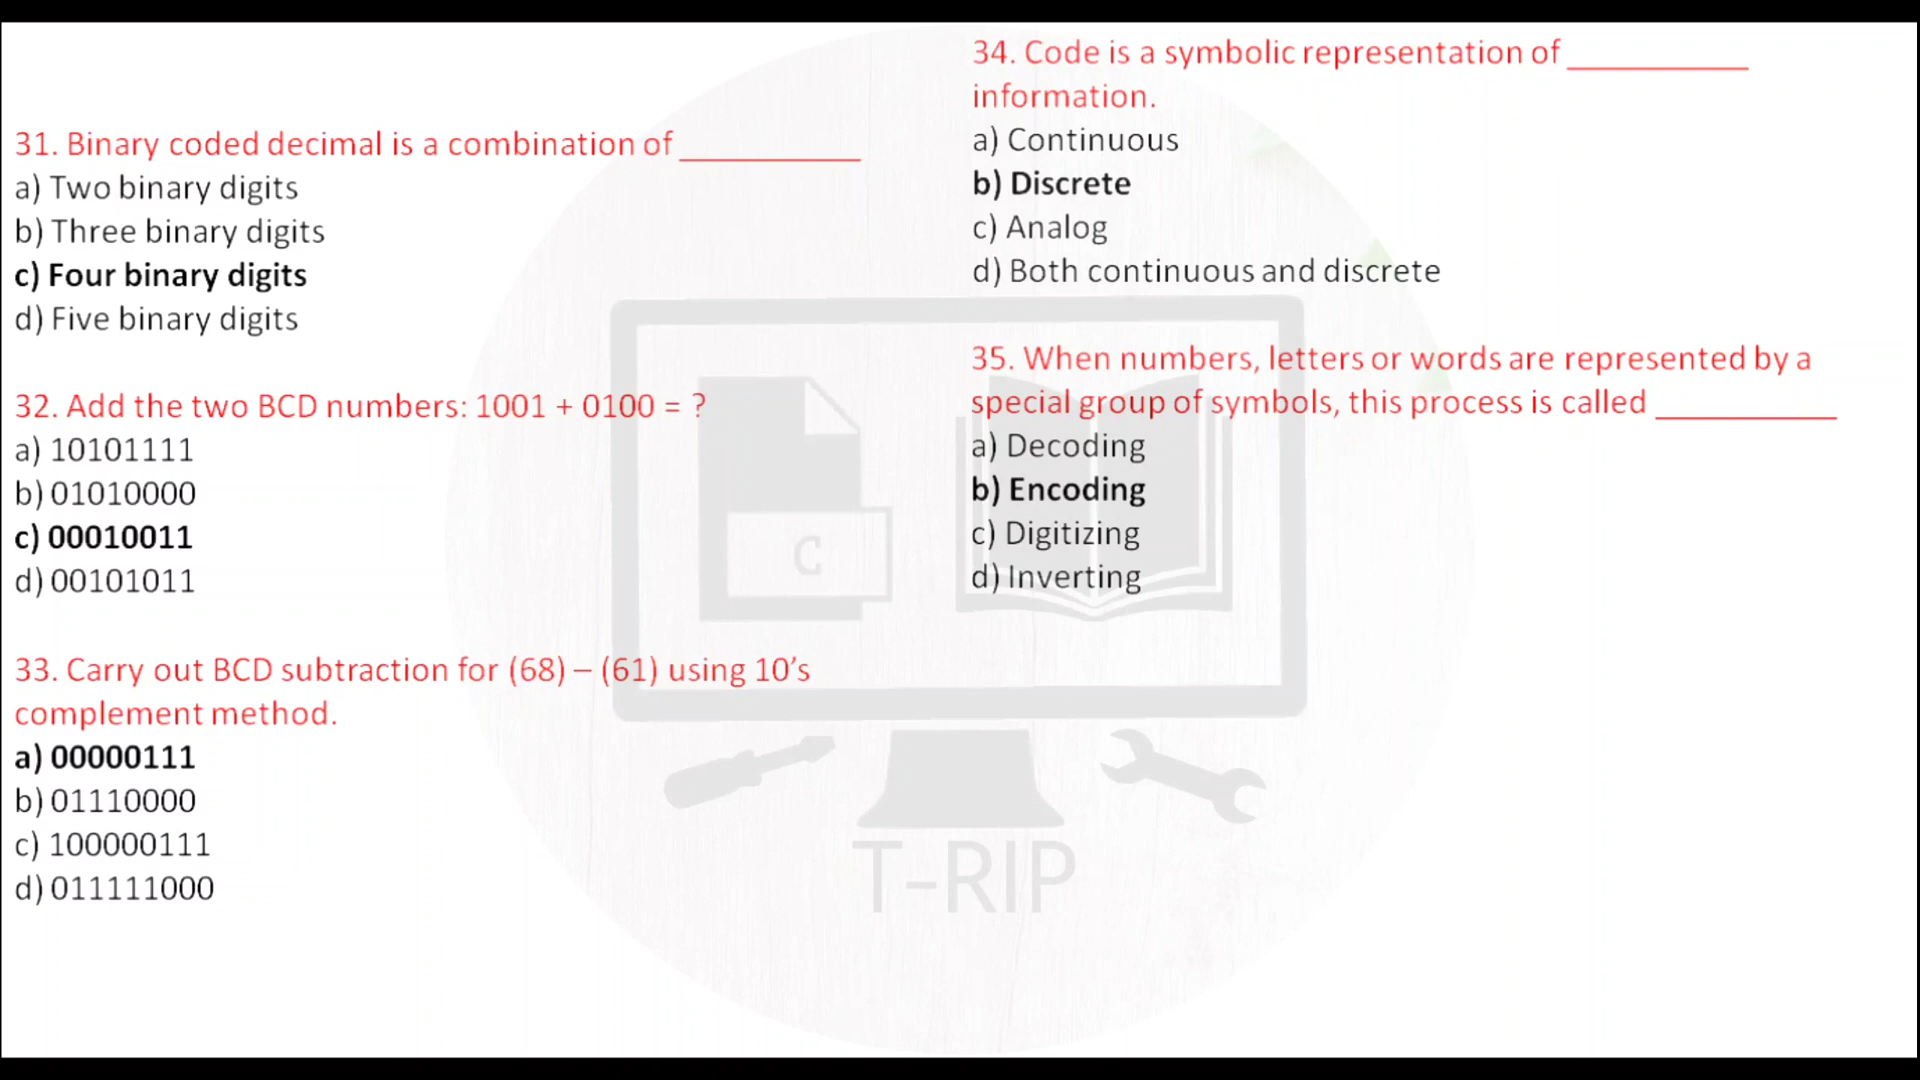 31. Binary coded decimal is a combination of ___________
a) Two binary digits
b) Three binary digits
c) Four binary digits
d) Five binary digits
32. Add the two BCD numbers: 1001 + 0100 = ?
a) 10101111
b) 01010000
c) 00010011
d) 00101011
33. Carry out BCD subtraction for (68) – (61) using 10’s
complement method.
a) 00000111
b) 01110000
c) 100000111
d) 011111000
34. Code is a symbolic representation of ___________
information.
a) Continuous
b) Discrete
c) Analog
d) Both continuous and discrete
35. When numbers, letters or words are represented by a
special group of symbols, this process is called ___________
a) Decoding
b) Encoding
c) Digitizing
d) Inverting
C
T-RIP